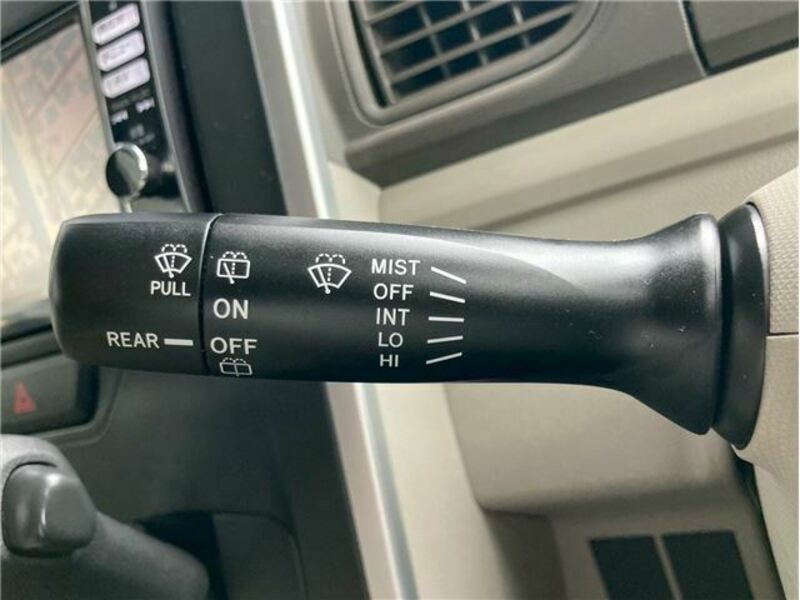 PULL
REAR
ON
OFF
MIST
OFF
INT
LO
HI